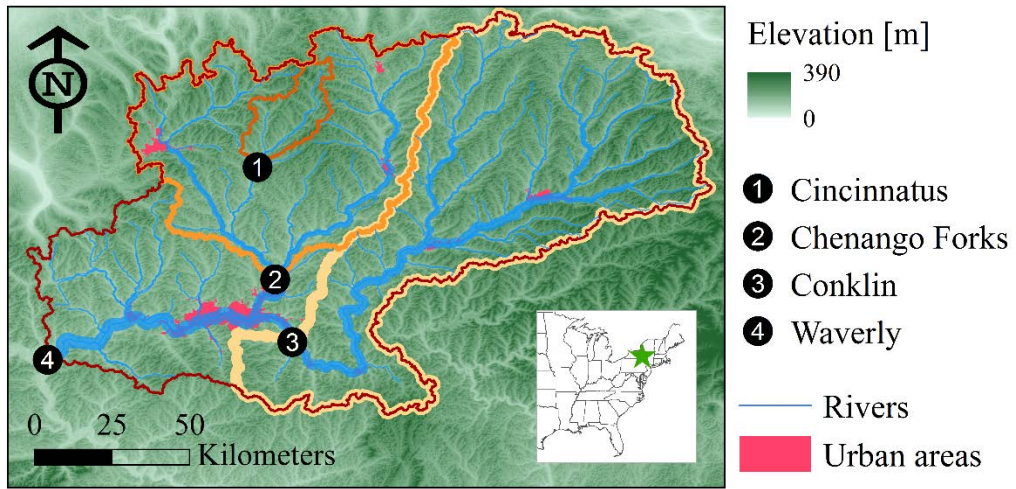 N
1
2
3
4
0 25 50
Kilometers
Elevation [m]
390
0
1 Cincinnatus
2 Chenango Forks
3 Conklin
4 Waverly
Rivers
Urban areas